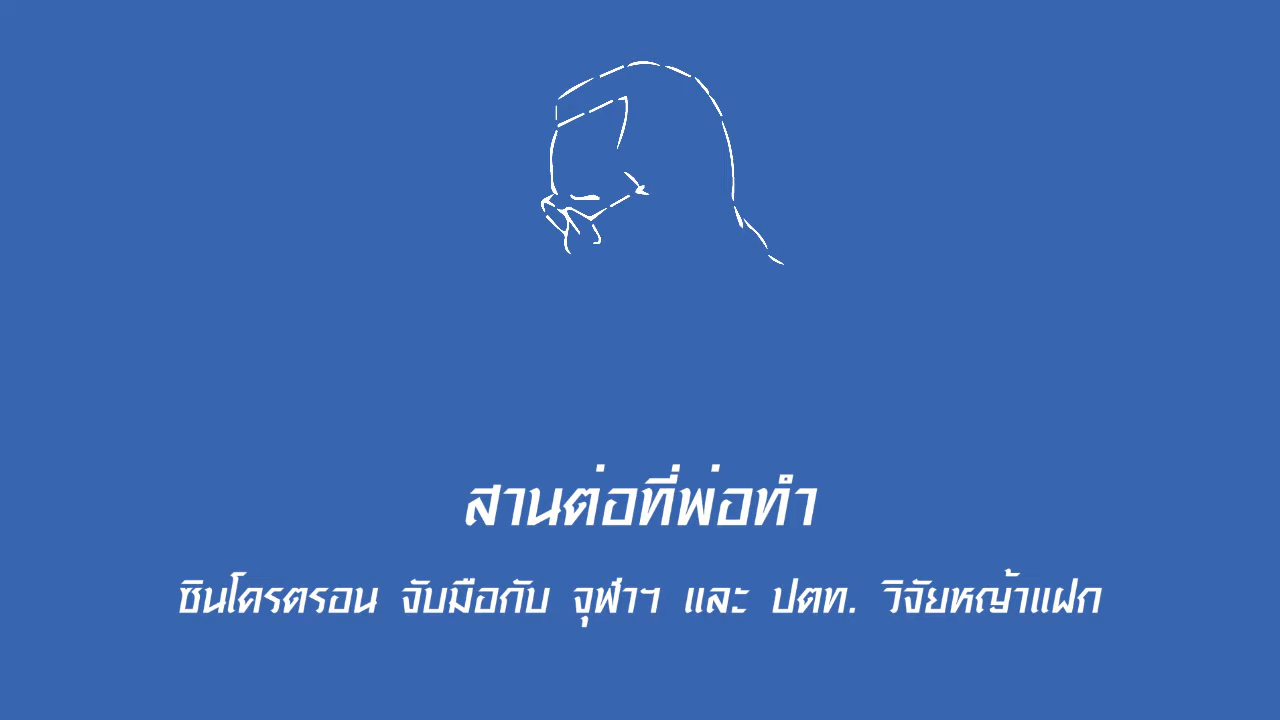 สานต่อที่พ่อทำ
ซินโครตรอน จับมือกับ จุฬาฯ และ ปตท. วิจัยหญ้าแฝก